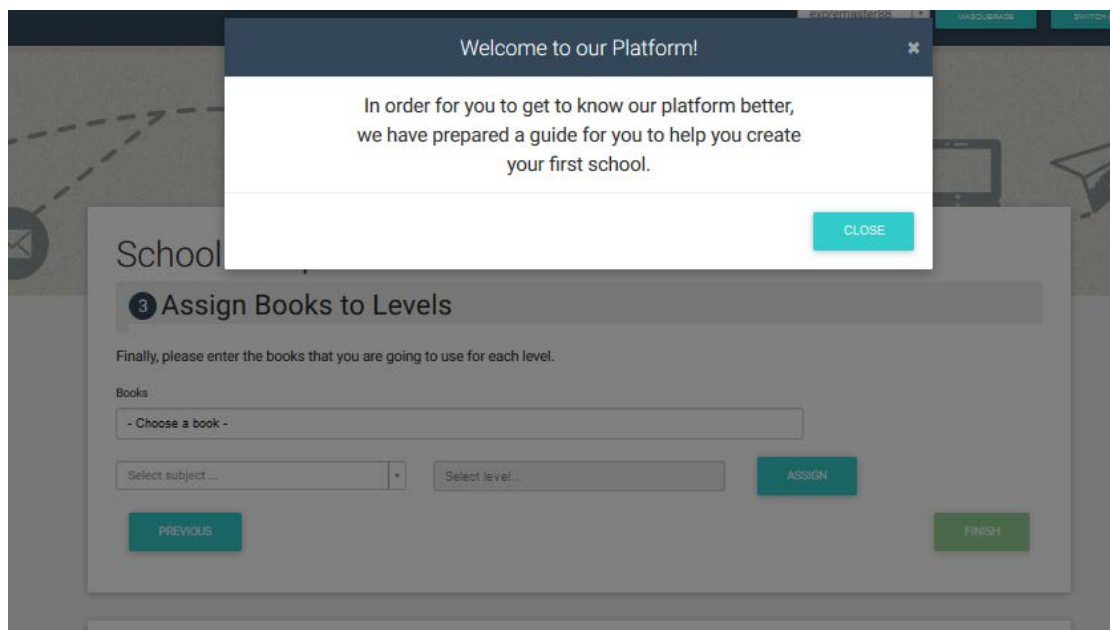 expremaster88
MASQUERADE
SWITCH
Welcome to our Platform!
×
In order for you to get to know our platform better,
we have prepared a guide for you to help you create
your first school.
CLOSE
School
3 Assign Books to Levels
Finally, please enter the books that you are going to use for each level.
Books
- Choose a book -
Select subject ...
Select level...
ASSIGN
PREVIOUS
FINISH